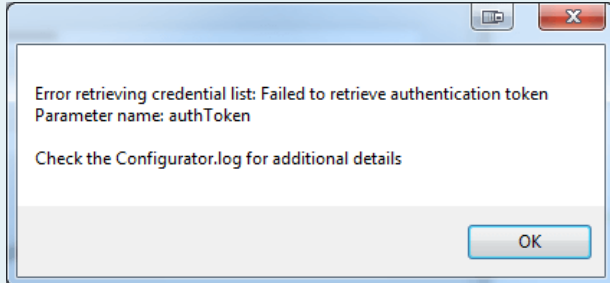 Error retrieving credential list: Failed to retrieve authentication token
Parameter name: authToken
Check the Configurator.log for additional details
OK